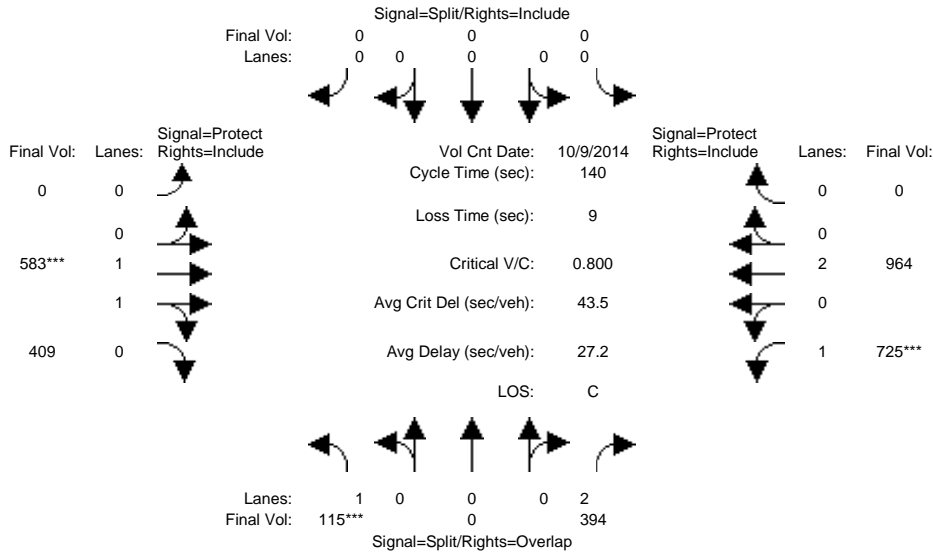 Signal=Split/Rights=Include
Final Vol: 0 0 0
Lanes: 0 0 0 0 0
Signal=Protect Signal=Protect
Final Vol: Lanes: Rights=Include Vol Cnt Date: 10/9/2014 Rights=Include Lanes: Final Vol:
Cycle Time (sec): 140
0 0 0 0
Loss Time (sec): 9
0 0
583*** 1 Critical V/C: 0.800 2 964
1 Avg Crit Del (sec/veh): 43.5 0
409 0 Avg Delay (sec/veh): 27.2 1 725***
LOS: C
Lanes: 1 0 0 0 2
Final Vol: 115*** 0 394
Signal=Split/Rights=Overlap